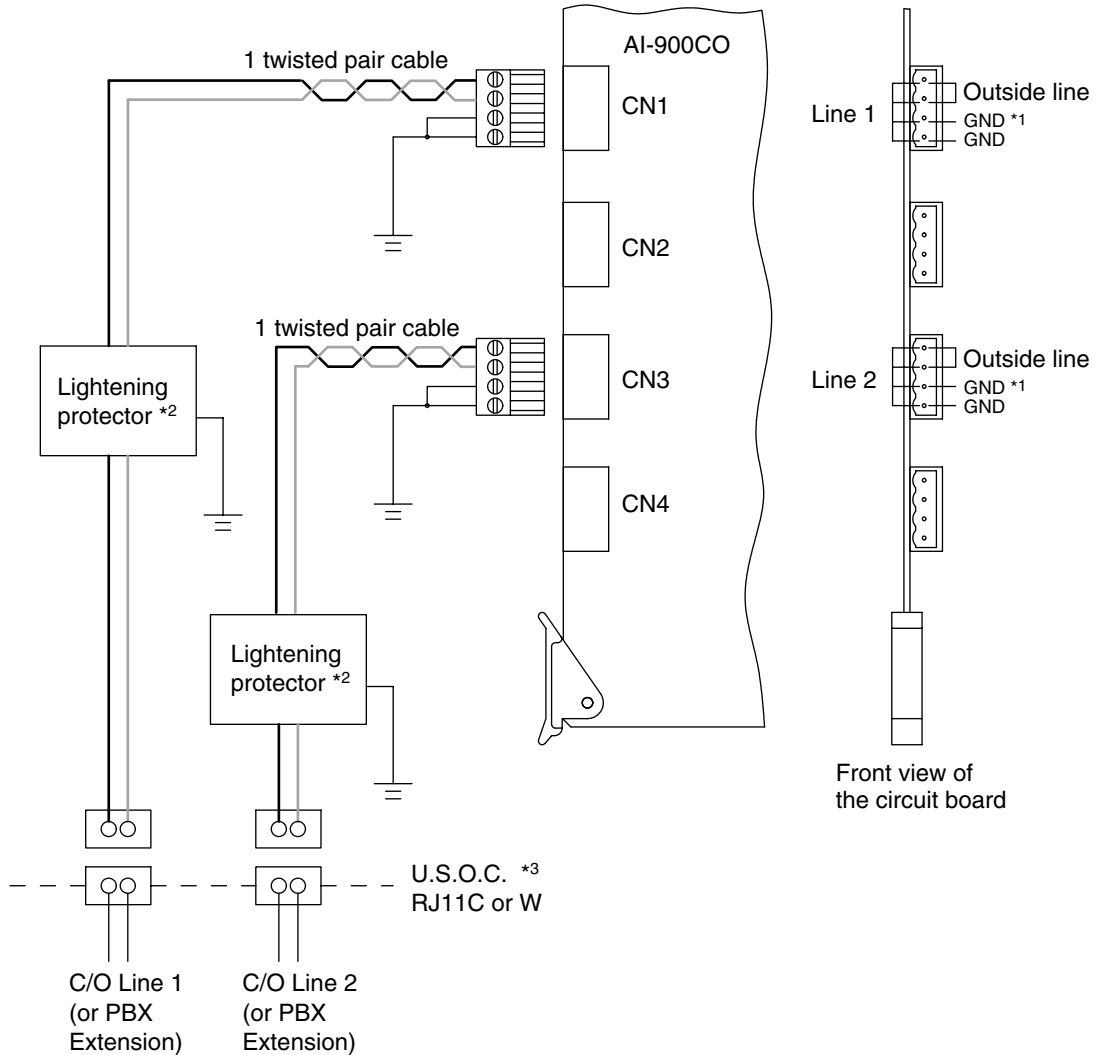 AI-900CO
1 twisted pair cable
CN1
Line 1
Outside line
GND *1
GND
CN2
1 twisted pair cable
CN3
Line 2
Outside line
GND *1
GND
Lightening
protector *2
CN4
Lightening
protector *2
Front view of
the circuit board
U.S.O.C. *3
RJ11C or W
C/O Line 1
(or PBX
Extension)
C/O Line 2
(or PBX
Extension)